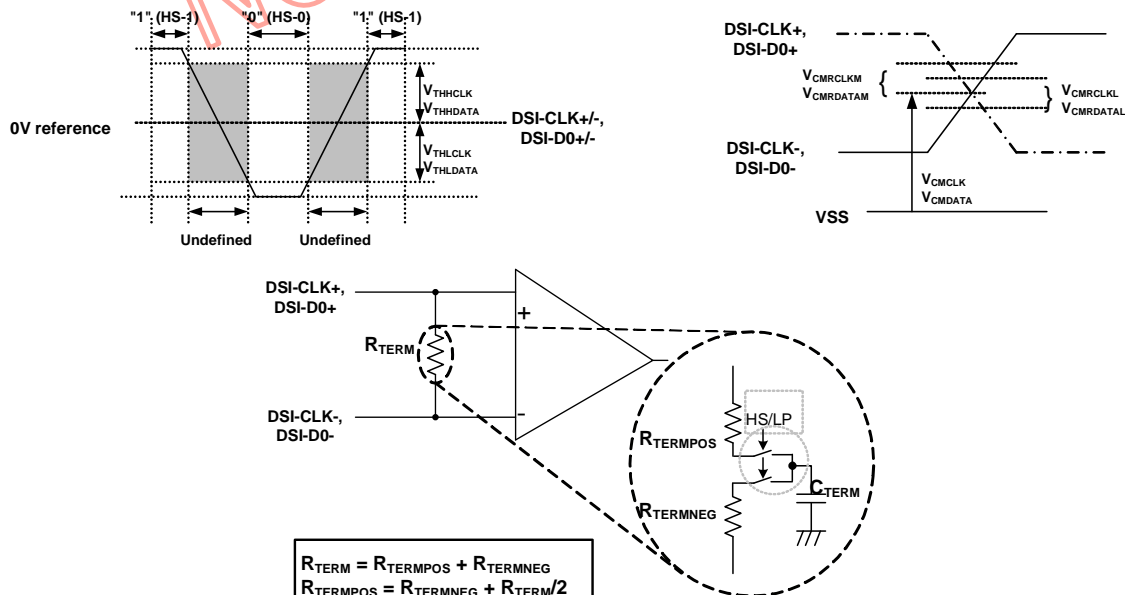 "1" (HS-1) "0" (HS-0) "1" (HS-1)
VTHHCLK
VTHHDATA
0V reference
DSI-CLK+/-,
DSI-D0+/-
VTHLCLK
VTHLDATA
Undefined Undefined
DSI-CLK+,
DSI-D0+
VCMRCLKM
VCMRDATAM
{
}
VCMRCLKL
VCMRDATAL
DSI-CLK-,
DSI-D0-
VCMCLK
VCMDATA
VSS
DSI-CLK+,
DSI-D0+
+
RTERM
DSI-CLK-,
DSI-D0-
-
HS/LP
RTERMPOS
CTERM
RTERMNEG
RTERM = RTERMPOS + RTERMNEG
RTERMPOS = RTERMNEG + RTERM/2